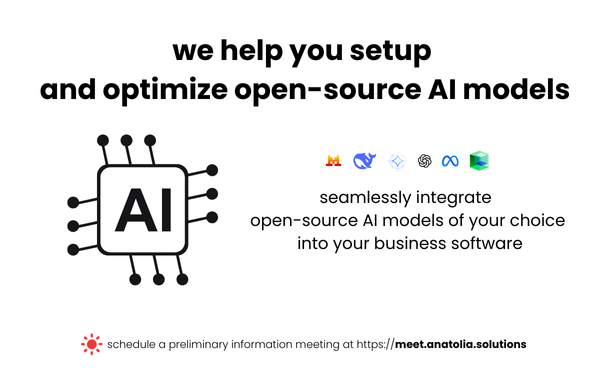 we help you setup
and optimize open-source AI models
AI
seamlessly integrate
open-source AI models of your choice
into your business software
schedule a preliminary information meeting at https://meet.anatolia.solutions